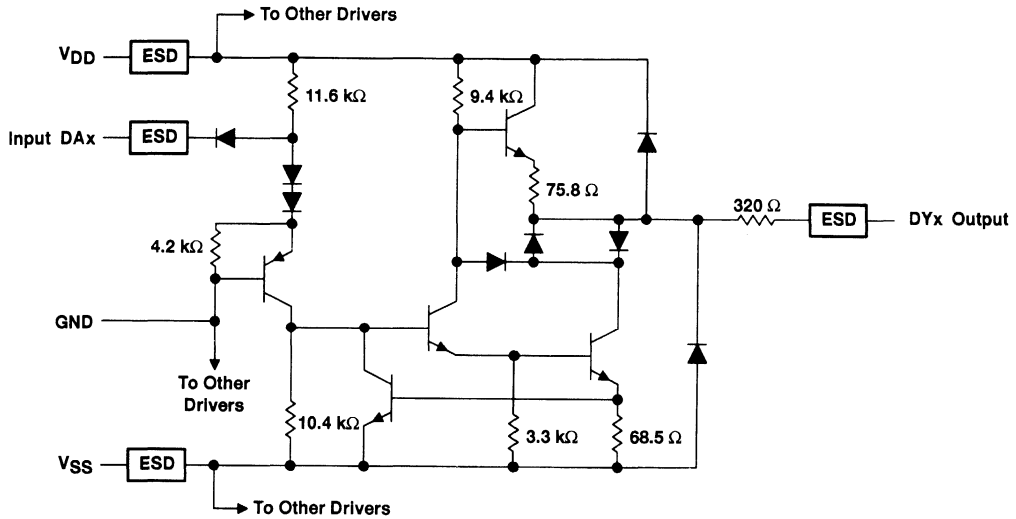 To Other Drivers
VDD
ESD
11.6 kΩ
9.4 kΩ
Input DAx
ESD
75.8 Ω
320 Ω
ESD
DYx Output
4.2 kΩ
GND
To Other
Drivers
10.4 kΩ
3.3 kΩ
68.5 Ω
VSS
ESD
To Other Drivers